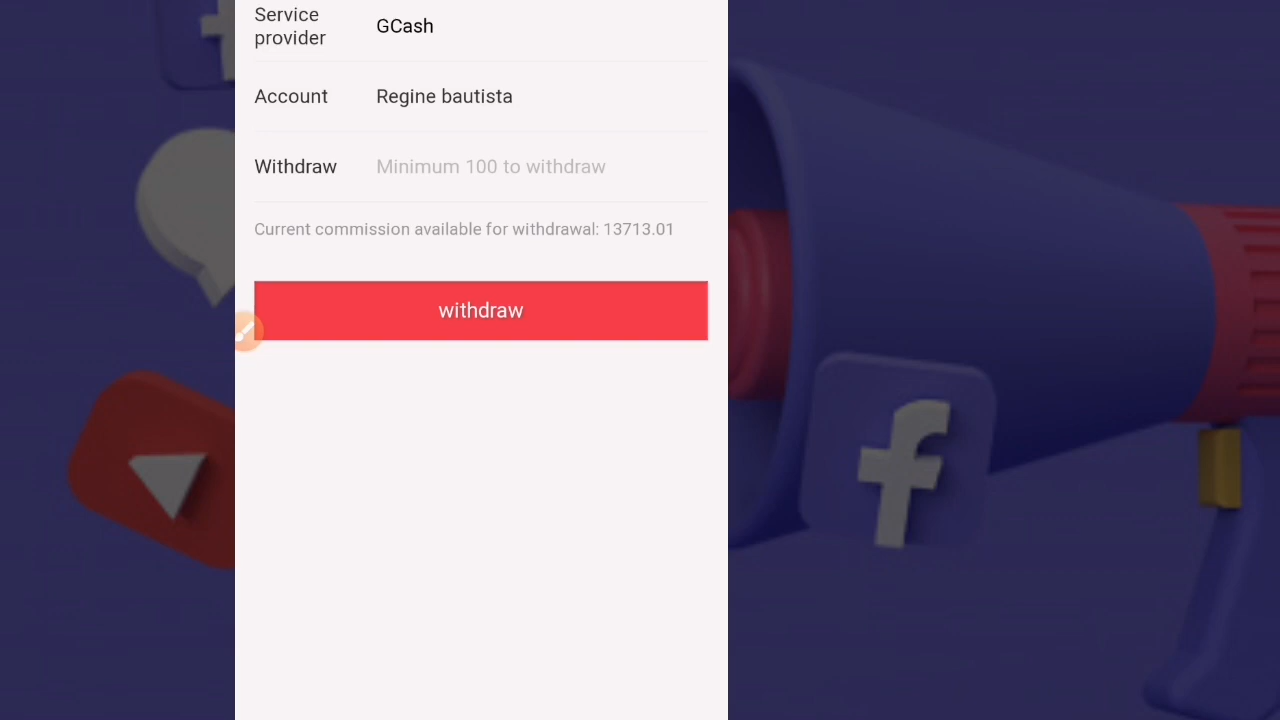 Service
provider
GCash
Account
Regine bautista
Withdraw
Minimum 100 to withdraw
Current commission available for withdrawal: 13713.01
withdraw